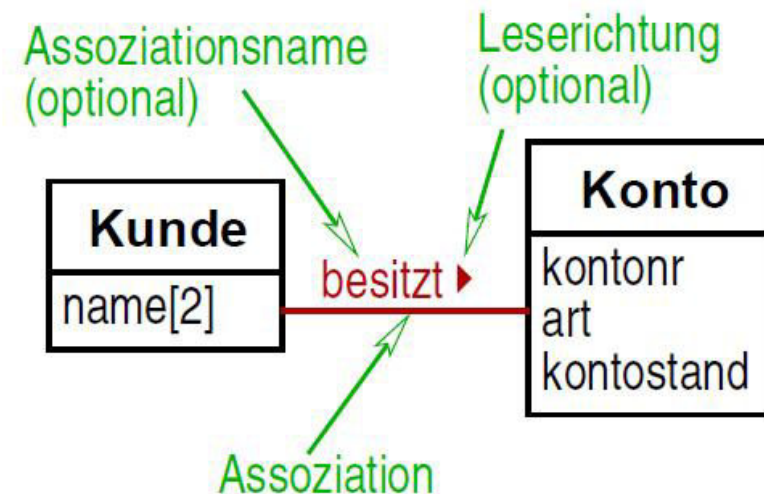 Assoziationsname
(optional)
Leserichtung
(optional)
Kunde
name[2]
besitzt
Konto
kontonr
art
kontostand
Assoziation